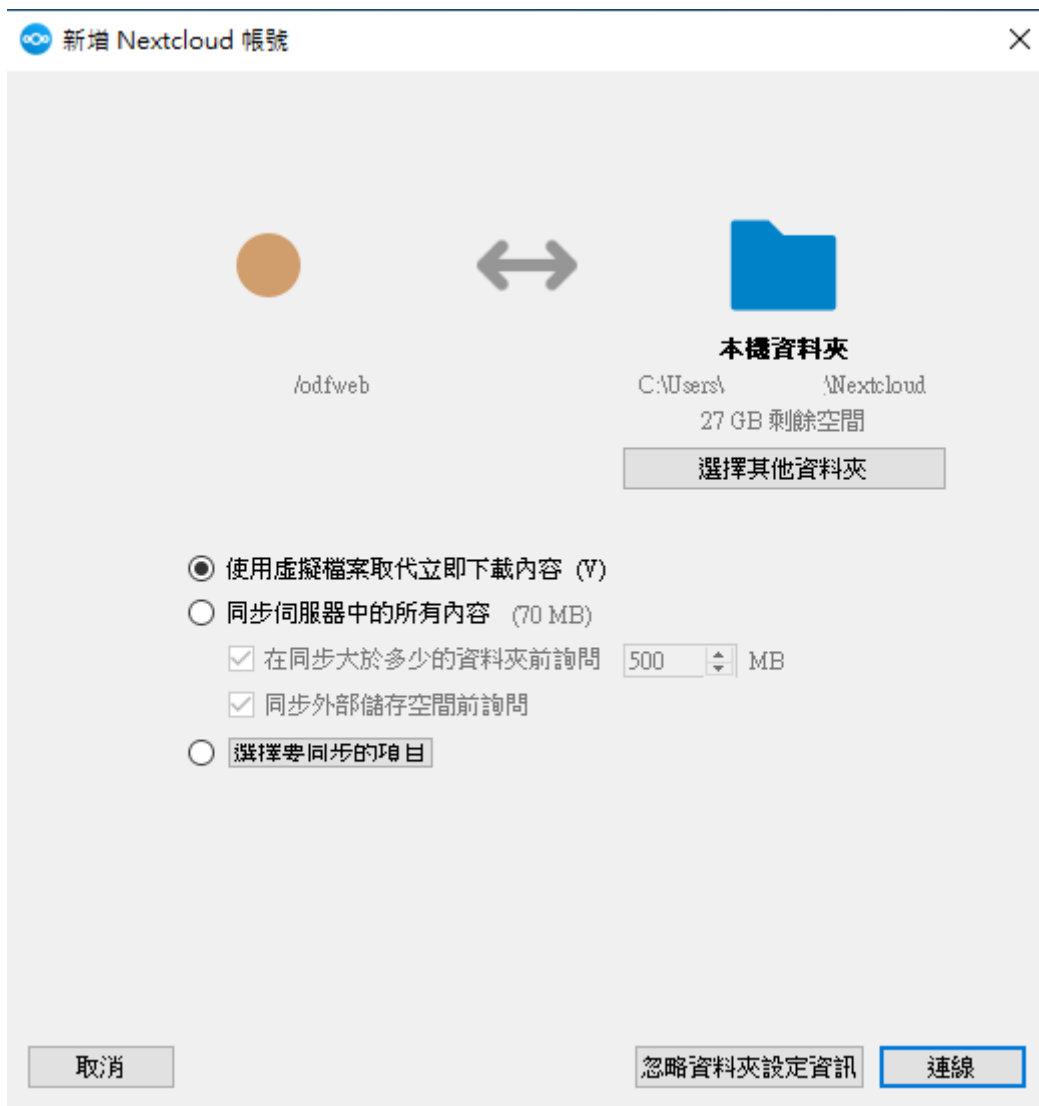 新增 Nextcloud 帳號
本機資料夾
/odfweb
C:\Users\ \Nextcloud
27 GB 剩餘空間
選擇其他資料夾
使用虛擬檔案取代立即下載內容 (V)
同步伺服器中的所有內容 (70 MB)
在同步大於多少的資料夾前詢問 500 MB
同步外部儲存空間前詢問
選擇要同步的項目
取消
忽略資料夾設定資訊
連線